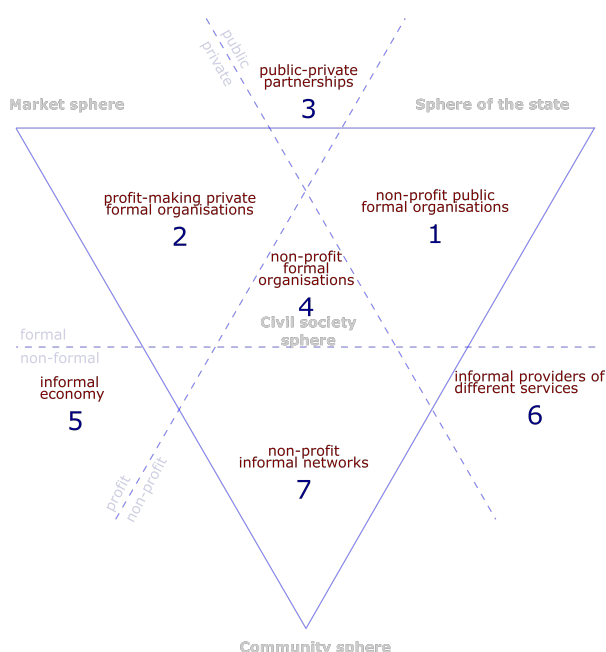 public
private
public-private
partnerships
3
Market sphere
Sphere of the state
profit-making private
formal organisations
2
non-profit public
formal organisations
1
non-profit
formal
organisations
4
Civil society
sphere
formal
non-formal
informal
economy
5
informal providers of
different services
6
non-profit
informal networks
7
profit
non-profit
Community sphere